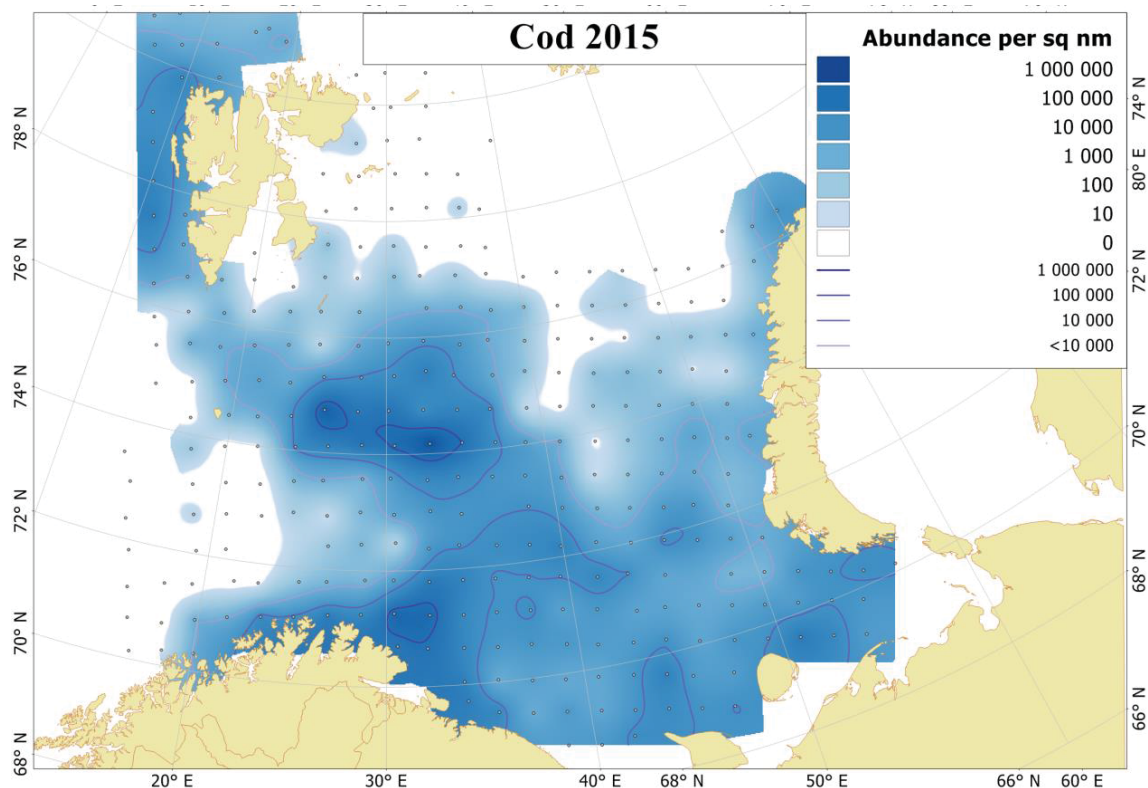 Cod 2015
Abundance per sq nm
1 000 000
100 000
10 000
1 000
100
10
0
1 000 000
100 000
10 000
<10 000
78° N
76° N
74° N
72° N
70° N
68° N
74° N
80° E
72° N
70° N
68° N
66° N
20° E
30° E
40° E
68° N
50° E
66° N
60° E